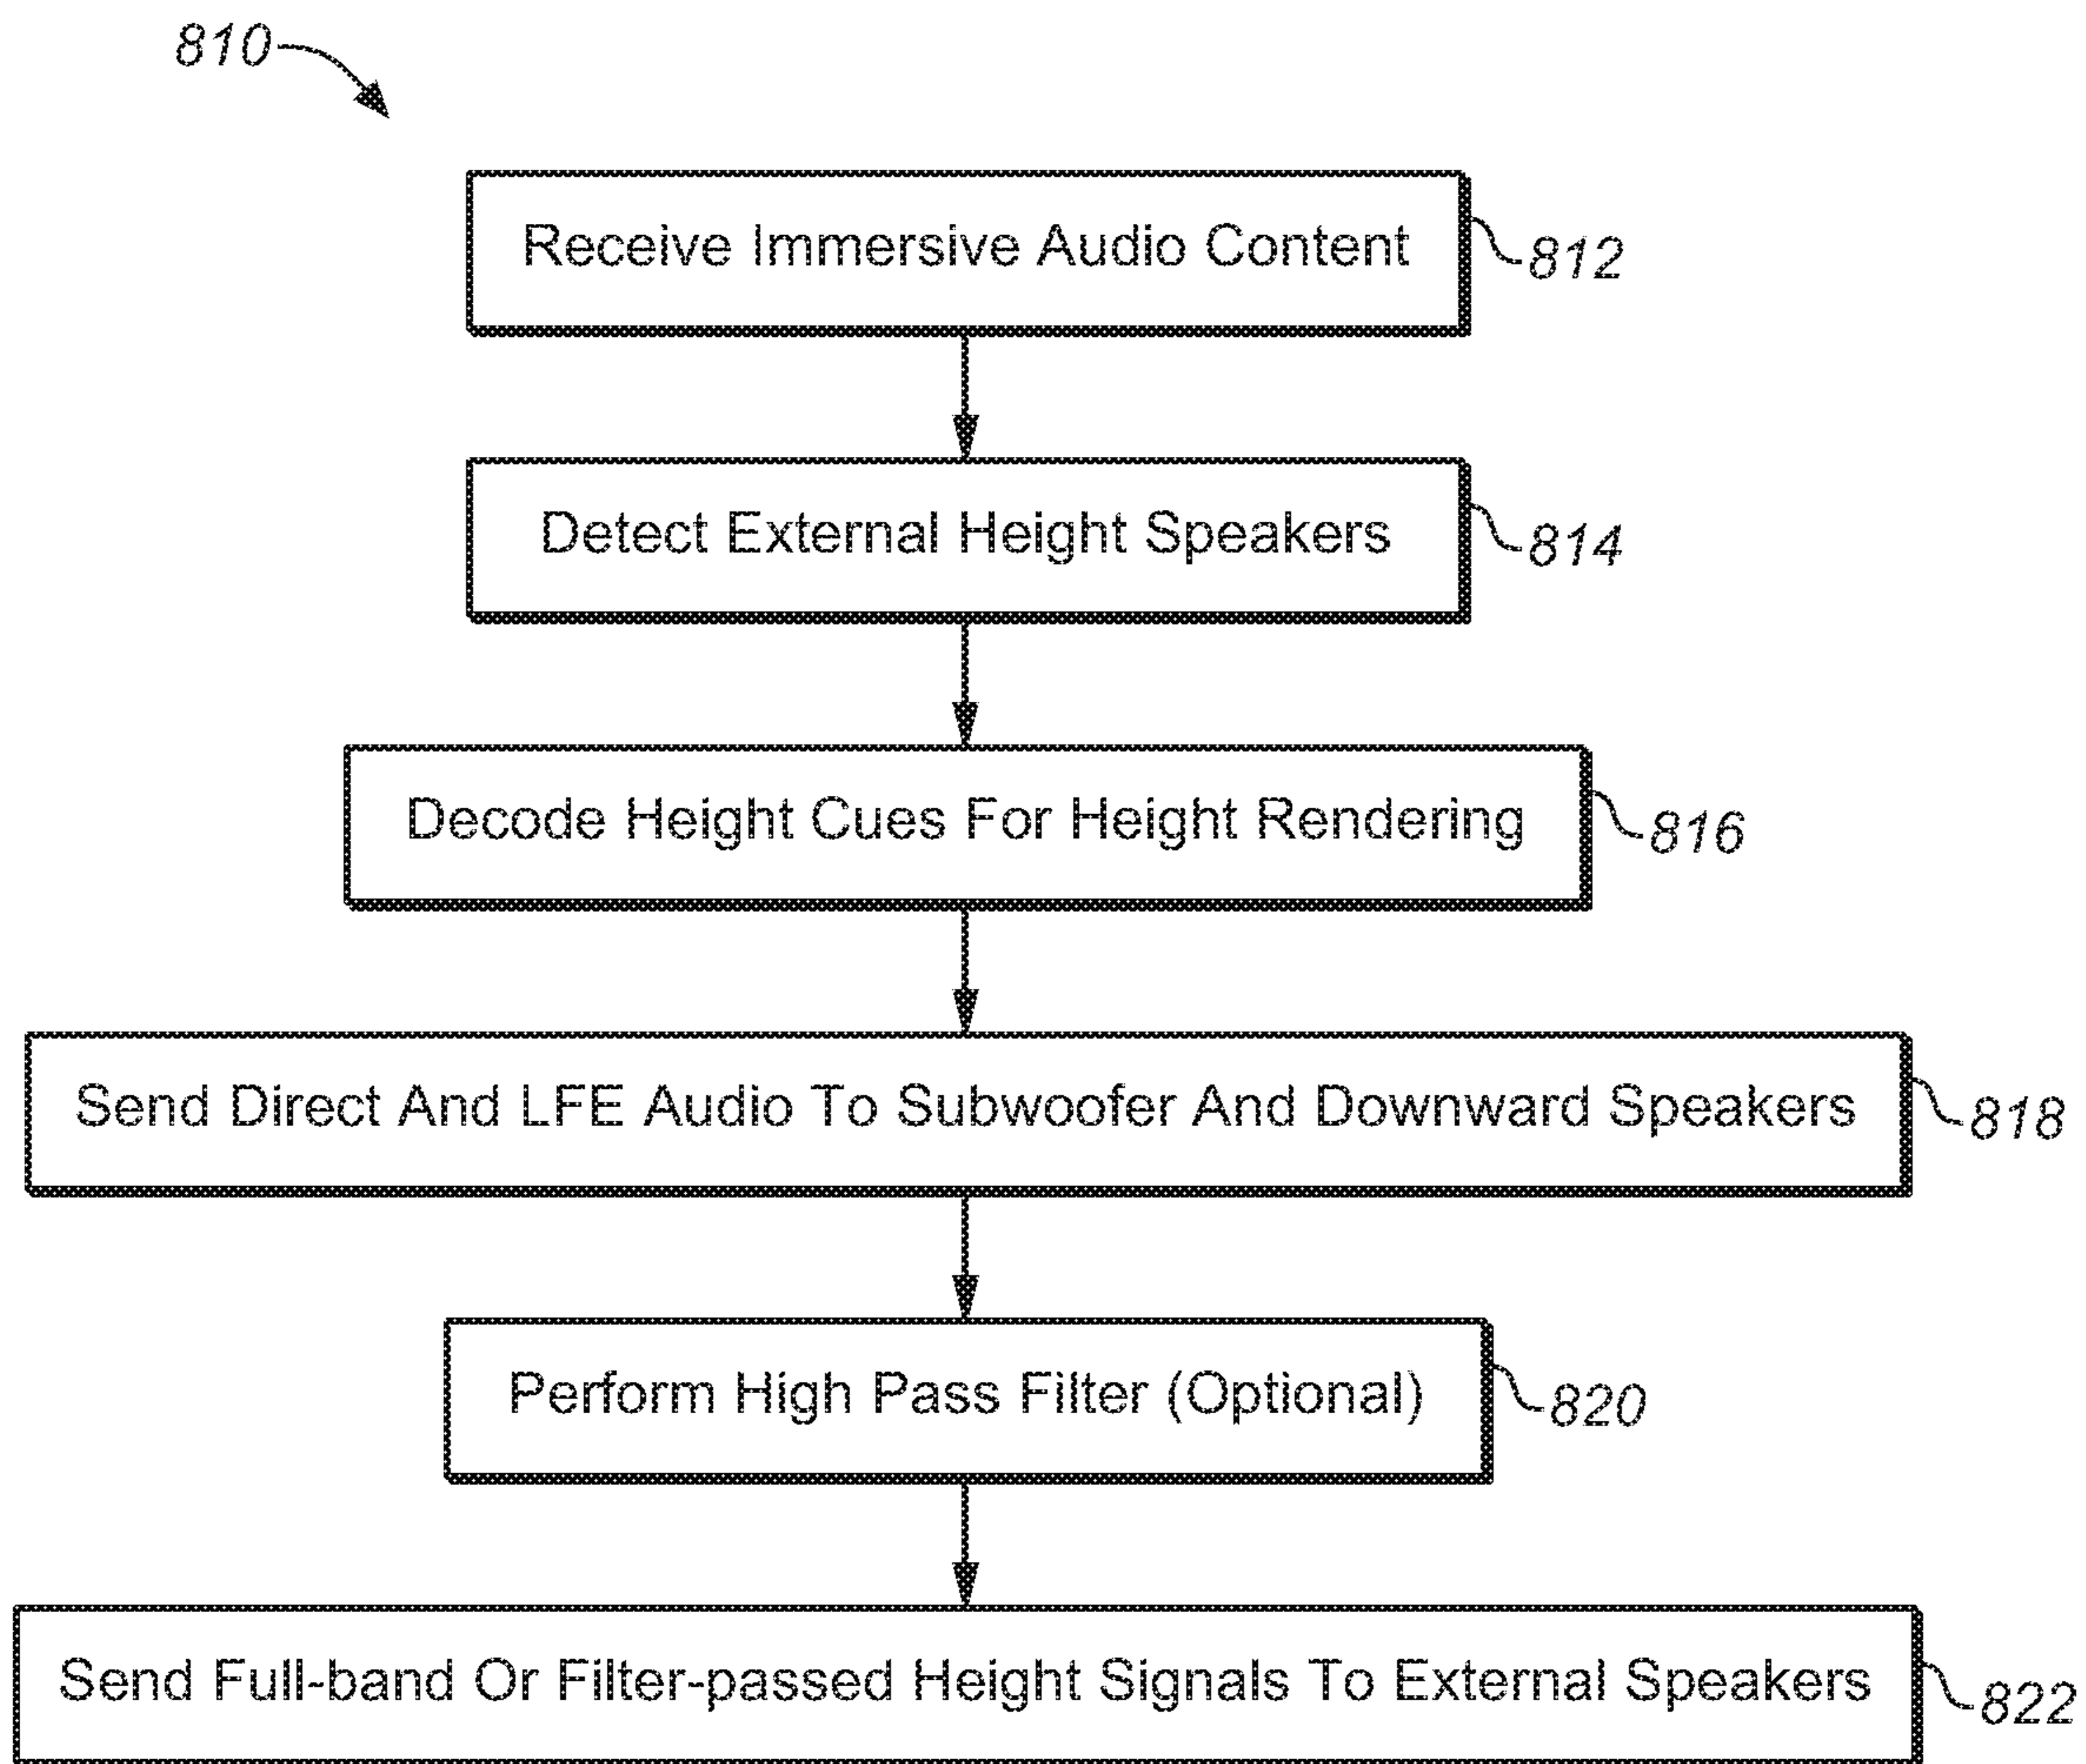 810
Receive Immersive Audio Content
812
Detect External Height Speakers
814
Decode Height Cues For Height Rendering
816
Send Direct And LFE Audio To Subwoofer And Downward Speakers
818
Perform High Pass Filter (Optional)
820
Send Full-band Or Filter-passed Height Signals To External Speakers
822